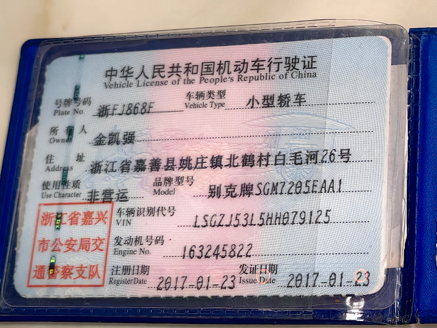 中华人民共和国机动车行驶证
Vehicle License of the People's Republic of China
号牌号码 浙FJ868F 车辆类型 小型轿车
Plate No. Vehicle Type
所有人 金凯强
Owner
住址 浙江省嘉善县姚庄镇北鹤村白毛河26号
Address
使用性质 非营运 品牌型号 别克牌SGM7205EAA1
Use Character Model
浙江省嘉兴
市公安局交
通警察支队
车辆识别代号 LSGZJ53L5HH079125
VIN
发动机号码 163245822
Engine No.
注册日期 2017-01-23 发证日期 2017-01-23
Register Date Issue Date